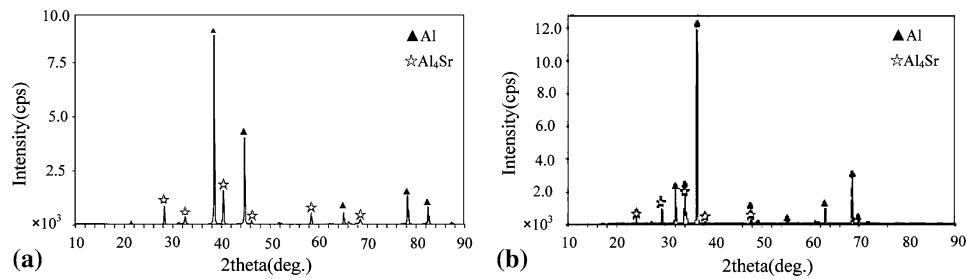 10.0
7.5
5.0
2.5
×10³
Intensity(cps)
▲Al
☆Al₄Sr
10 20 30 40 50 60 70 80 90
2theta(deg.)
(a)
12.0
10.0
8.0
6.0
4.0
2.0
×10³
Intensity(cps)
▲Al
☆Al₄Sr
10 20 30 40 50 60 70 80 90
2theta(deg.)
(b)